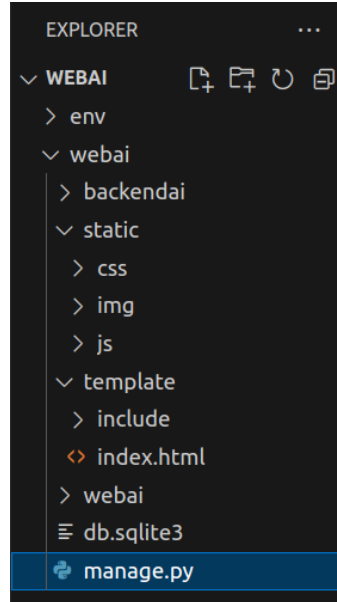 EXPLORER ...
WEBAI
env
webai
backendai
static
css
img
js
template
include
index.html
webai
db.sqlite3
manage.py